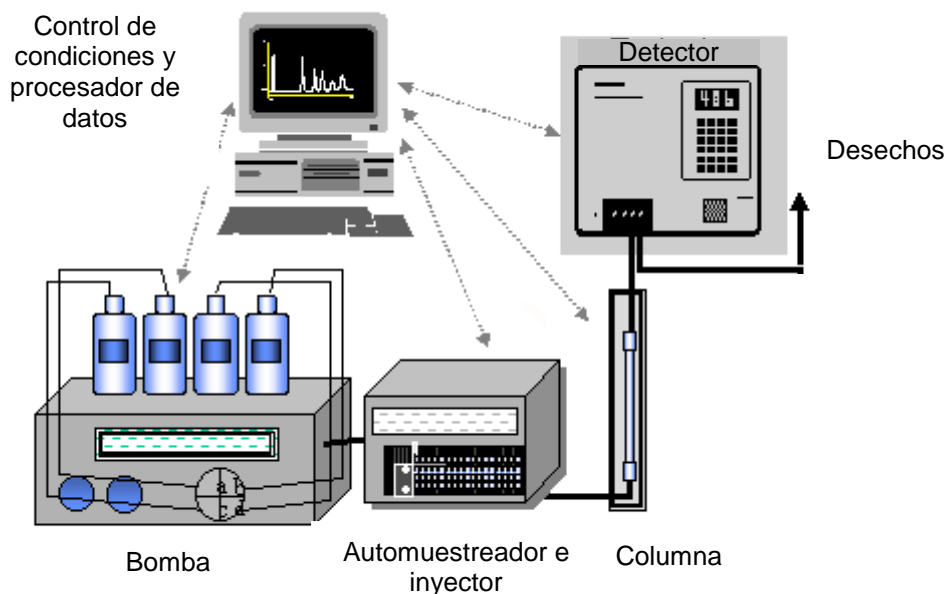 Control de
condiciones y
procesador de
datos
Detector
486
Desechos
a b
c d
Bomba
Automuestreador e
inyector
Columna